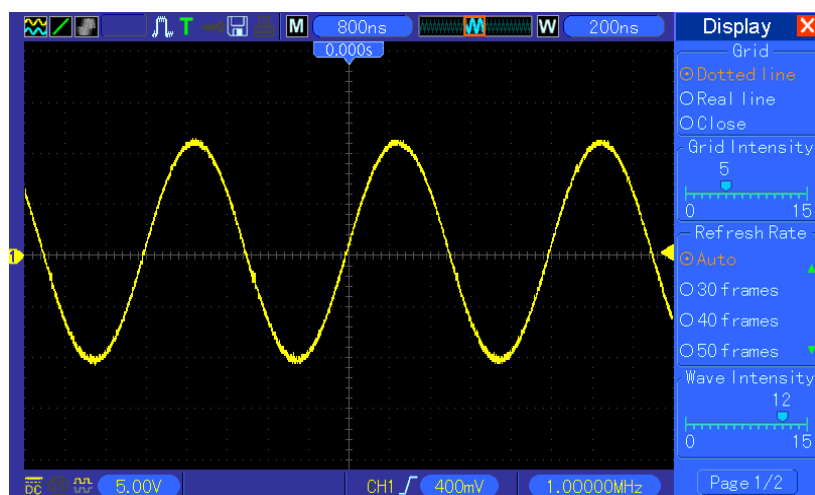 T M 800ns W 200ns
0.000s
1
DC 5.00V CH1 400mV 1.00000MHz
Display X
Grid
Dotted line
Real line
Close
Grid Intensity
5
0 15
Refresh Rate
Auto
30 frames
40 frames
50 frames
Wave Intensity
12
0 15
Page 1/2